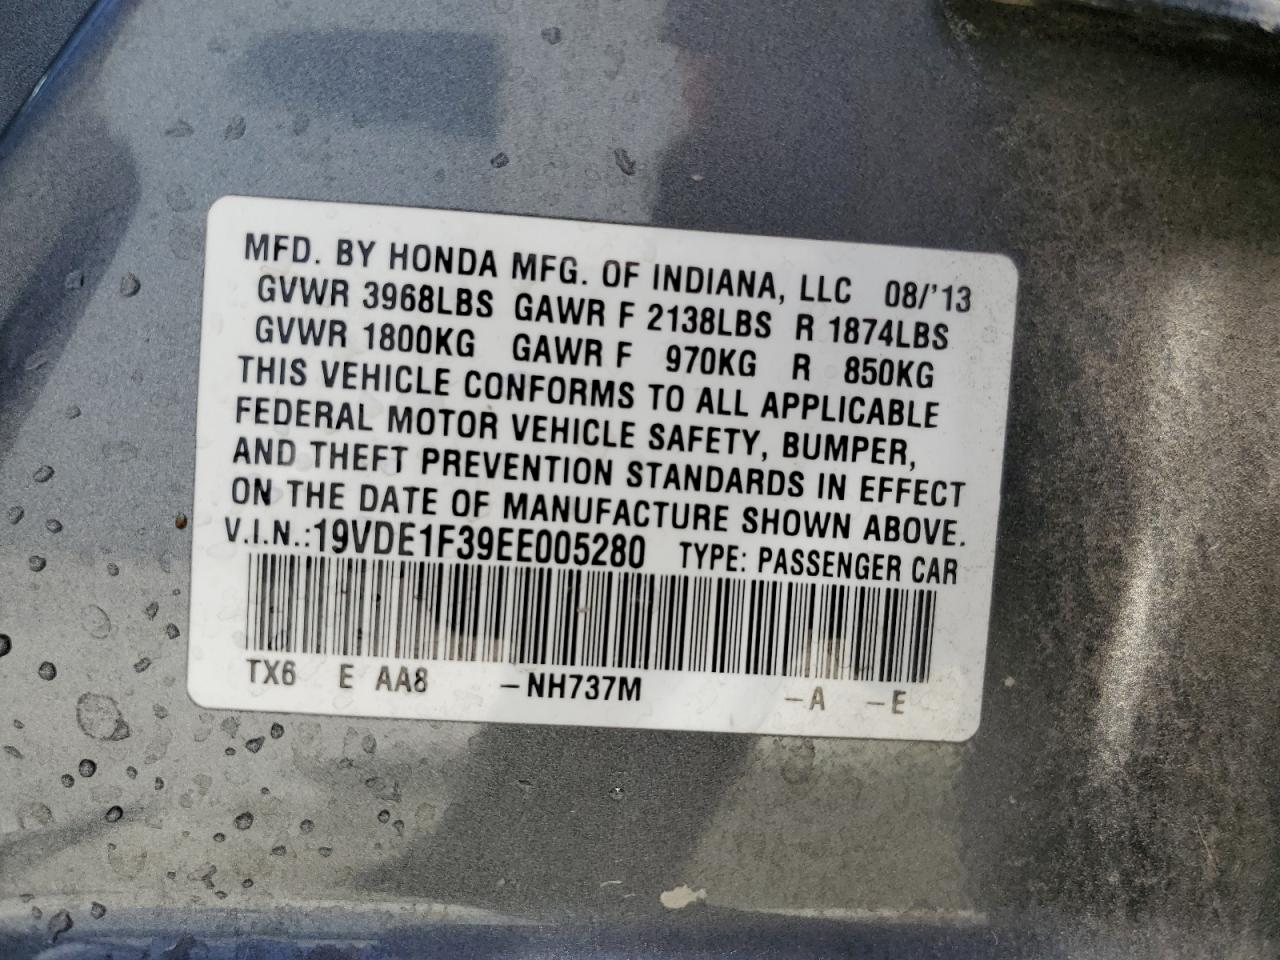 MFD. BY HONDA MFG. OF INDIANA, LLC 08/'13
GVWR 3968LBS GAWR F 2138LBS R 1874LBS
GVWR 1800KG GAWR F 970KG R 850KG
THIS VEHICLE CONFORMS TO ALL APPLICABLE
FEDERAL MOTOR VEHICLE SAFETY, BUMPER,
AND THEFT PREVENTION STANDARDS IN EFFECT
ON THE DATE OF MANUFACTURE SHOWN ABOVE.
V.I.N.:19VDE1F39EE005280 TYPE: PASSENGER CAR
TX6 E AA8 –NH737M –A –E